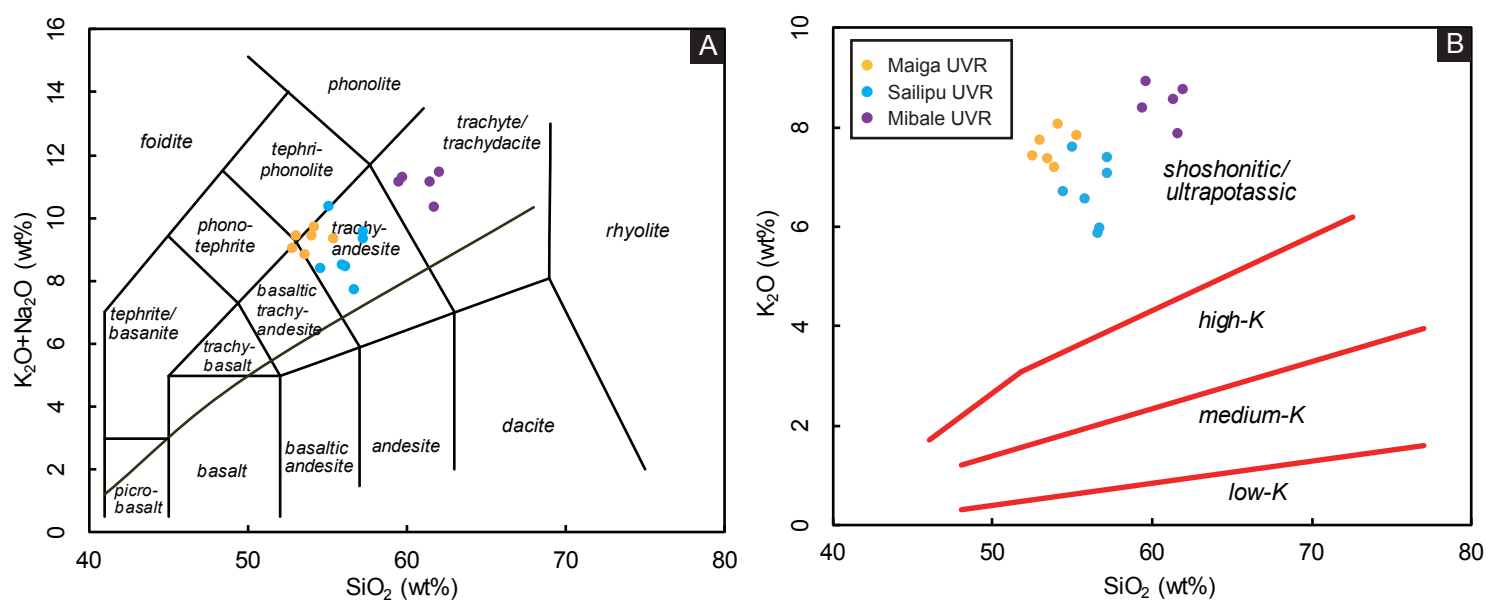 A
16
14
12
10
8
6
4
2
0
K₂O+Na₂O (wt%)
40
50
60
70
80
SiO₂ (wt%)
phonolite
foidite
tephri-
phonolite
trachyte/
trachydacite
phono-
tephrite
trachy-
andesite
rhyolite
tephrite/
basanite
basaltic
trachy-
andesite
trachy-
basalt
picro-
basalt
basalt
basaltic
andesite
andesite
dacite
B
10
8
6
4
2
0
K₂O (wt%)
40
50
60
70
80
SiO₂ (wt%)
Maiga UVR
Sailipu UVR
Mibale UVR
shoshonitic/
ultrapotassic
high-K
medium-K
low-K